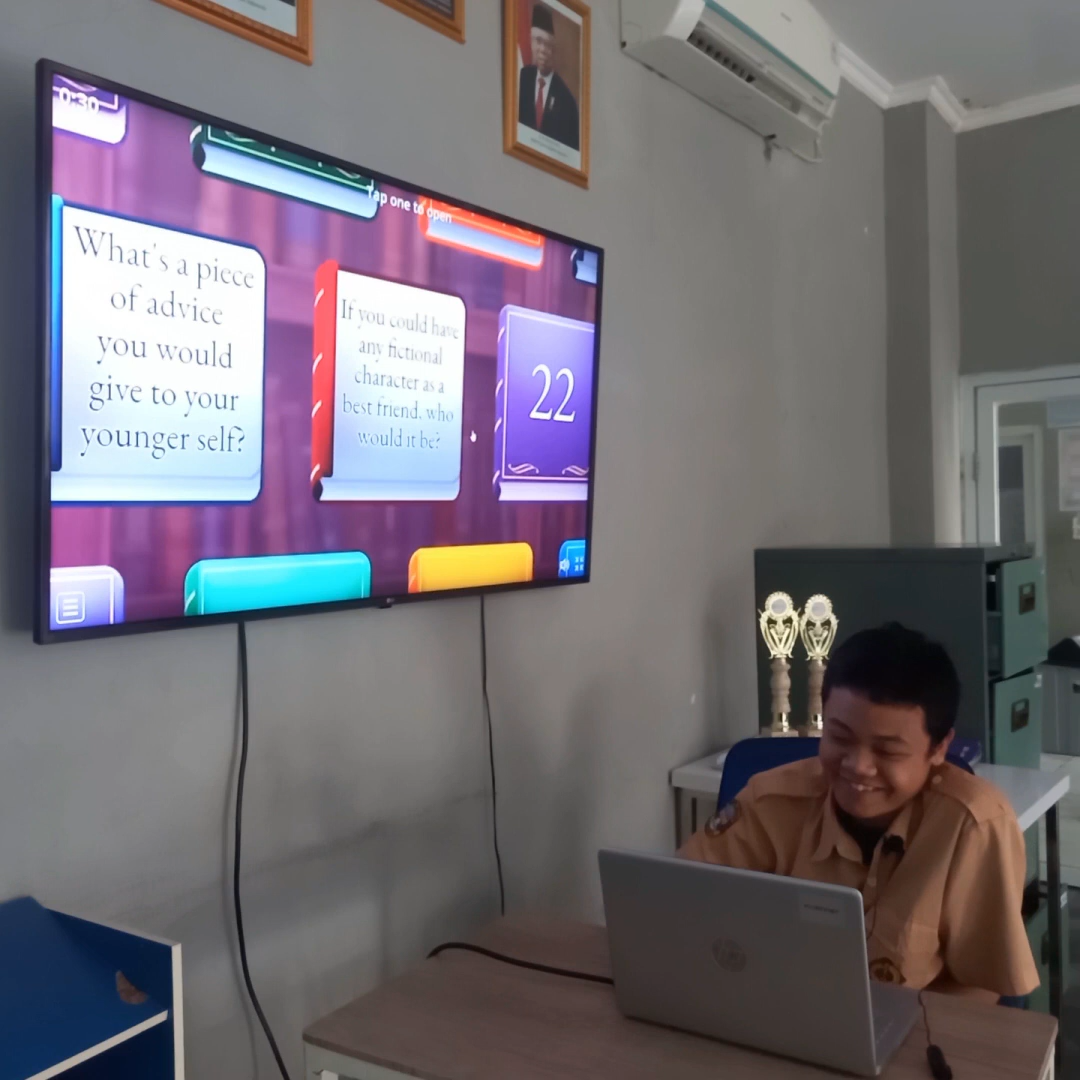 0:30
Tap one to open
What's a piece
of advice
you would
give to your
younger self?
If you could have
any fictional
character as a
best friend, who
would it be?
22
hp